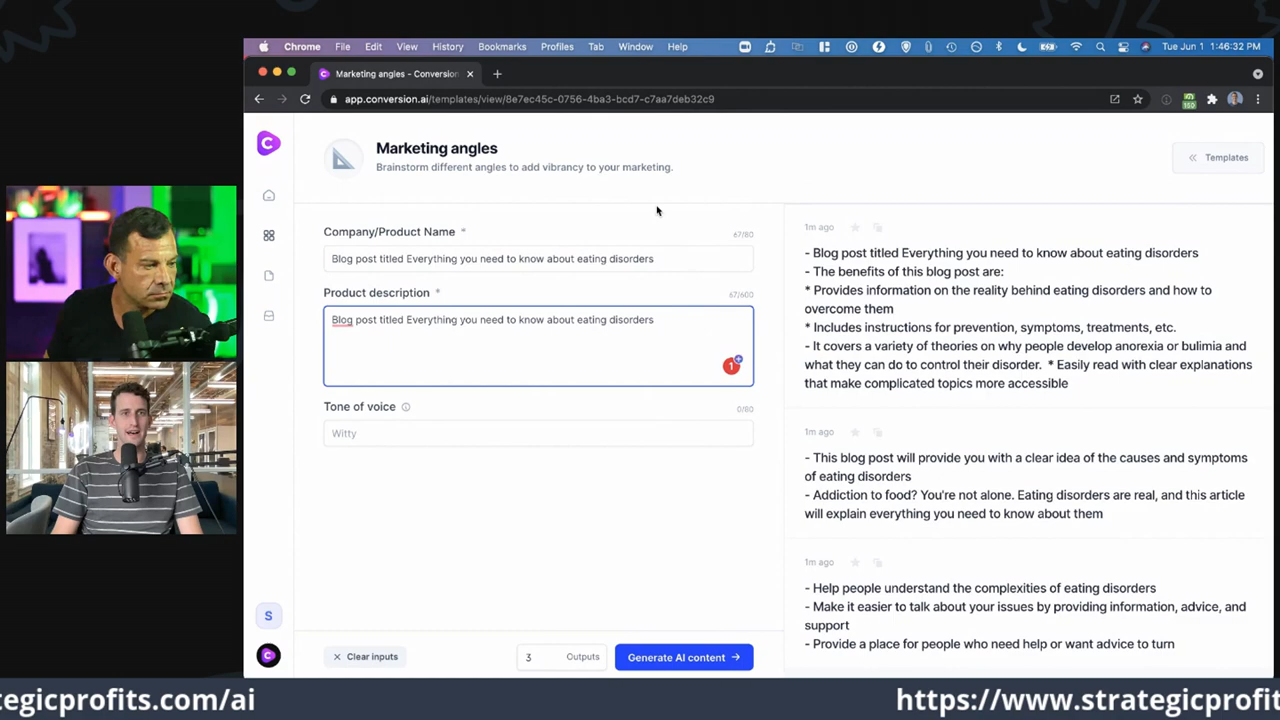 Chrome File Edit View History Bookmarks Profiles Tab Window Help Tue Jun 1 1:46:32 PM
Marketing angles - Conversion
app.conversion.ai/templates/view/8e7ec45c-0756-4ba3-bcd7-c7aa7deb32c9
150
C
Marketing angles
Brainstorm different angles to add vibrancy to your marketing.
Templates
Company/Product Name *
67/80
Blog post titled Everything you need to know about eating disorders
Product description *
67/600
Blog post titled Everything you need to know about eating disorders
1
Tone of voice
0/80
Witty
Clear inputs
3 Outputs
Generate AI content
S
1m ago
- Blog post titled Everything you need to know about eating disorders
- The benefits of this blog post are:
* Provides information on the reality behind eating disorders and how to
overcome them
* Includes instructions for prevention, symptoms, treatments, etc.
- It covers a variety of theories on why people develop anorexia or bulimia and
what they can do to control their disorder. * Easily read with clear explanations
that make complicated topics more accessible
1m ago
- This blog post will provide you with a clear idea of the causes and symptoms
of eating disorders
- Addiction to food? You're not alone. Eating disorders are real, and this article
will explain everything you need to know about them
1m ago
- Help people understand the complexities of eating disorders
- Make it easier to talk about your issues by providing information, advice, and
support
- Provide a place for people who need help or want advice to turn
tegicprofits.com/ai https://www.strategicprofit